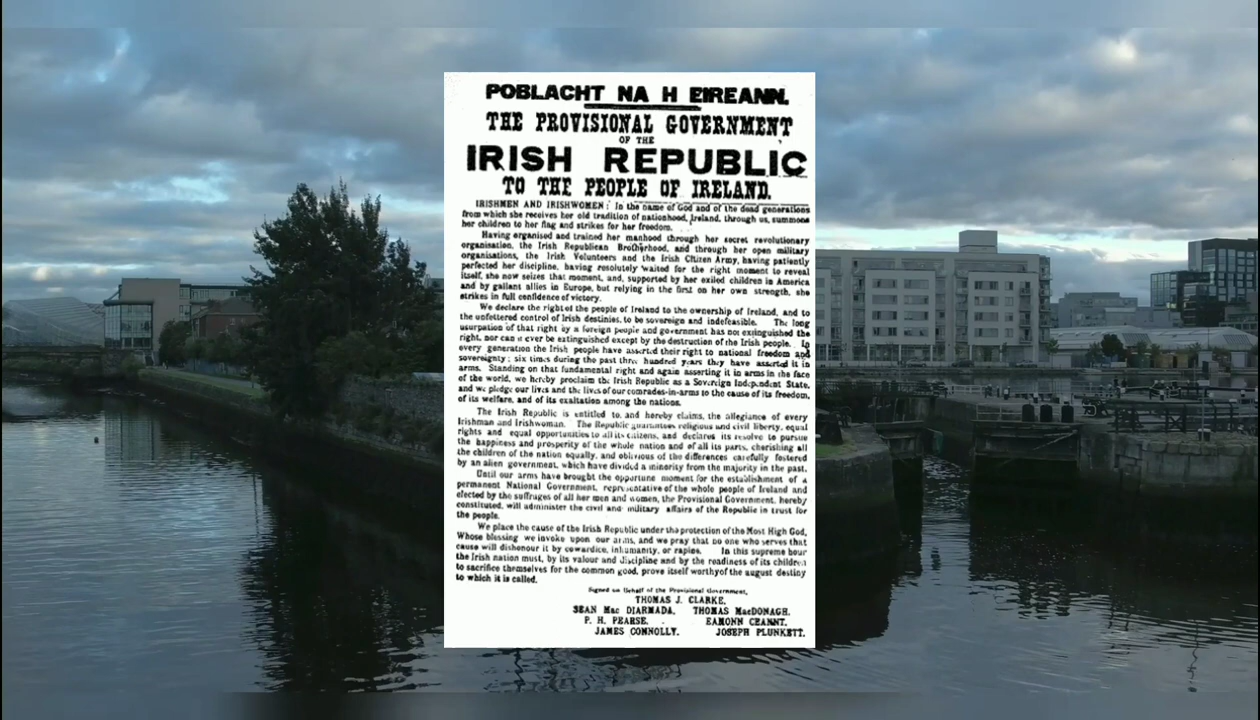 POBLACHT NA H EIREANN.
THE PROVISIONAL GOVERNMENT
OF THE
IRISH REPUBLIC
TO THE PEOPLE OF IRELAND.
IRISHMEN AND IRISHWOMEN: In the name of God and of the dead generations
from which she receives her old tradition of nationhood, Ireland, through us, summons
her children to her flag and strikes for her freedom.
Having organised and trained her manhood through her secret revolutionary
organisation, the Irish Republican Brotherhood, and through her open military
organisations, the Irish Volunteers and the Irish Citizen Army, having patiently
perfected her discipline, having resolutely waited for the right moment to reveal
itself, she now seizes that moment, and, supported by her exiled children in America
and by gallant allies in Europe, but relying in the first on her own strength, she
strikes in full confidence of victory.
We declare the right of the people of Ireland to the ownership of Ireland, and to
the unfettered control of Irish destinies, to be sovereign and indefeasible. The long
usurpation of that right by a foreign people and government has not extinguished the
right, nor can it ever be extinguished except by the destruction of the Irish people. In
every generation the Irish people have asserted their right to national freedom and
sovereignty; six times during the past three hundred years they have asserted it in
arms. Standing on that fundamental right and again asserting it in arms in the face
of the world, we hereby proclaim the Irish Republic as a Sovereign Independent State,
and we pledge our lives and the lives of our comrades-in-arms to the cause of its freedom,
of its welfare, and of its exaltation among the nations.
The Irish Republic is entitled to, and hereby claims, the allegiance of every
Irishman and Irishwoman. The Republic guarantees religious and civil liberty, equal
rights and equal opportunities to all its citizens, and declares its resolve to pursue
the happiness and prosperity of the whole nation and of all its parts, cherishing all
the children of the nation equally, and oblivious of the differences carefully fostered
by an alien government, which have divided a minority from the majority in the past.
Until our arms have brought the opportune moment for the establishment of a
permanent National Government, representative of the whole people of Ireland and
elected by the suffrages of all her men and women, the Provisional Government, hereby
constituted, will administer the civil and military affairs of the Republic in trust for
the people.
We place the cause of the Irish Republic under the protection of the Most High God,
Whose blessing we invoke upon our arms, and we pray that no one who serves that
cause will dishonour it by cowardice, inhumanity, or rapine. In this supreme hour
the Irish nation must, by its valour and discipline and by the readiness of its children
to sacrifice themselves for the common good, prove itself worthy of the august destiny
to which it is called.
Signed on Behalf of the Provisional Government,
THOMAS J. CLARKE.
SEAN Mac DIARMADA. THOMAS MacDONAGH.
P. H. PEARSE. EAMONN CEANNT.
JAMES CONNOLLY. JOSEPH PLUNKETT.